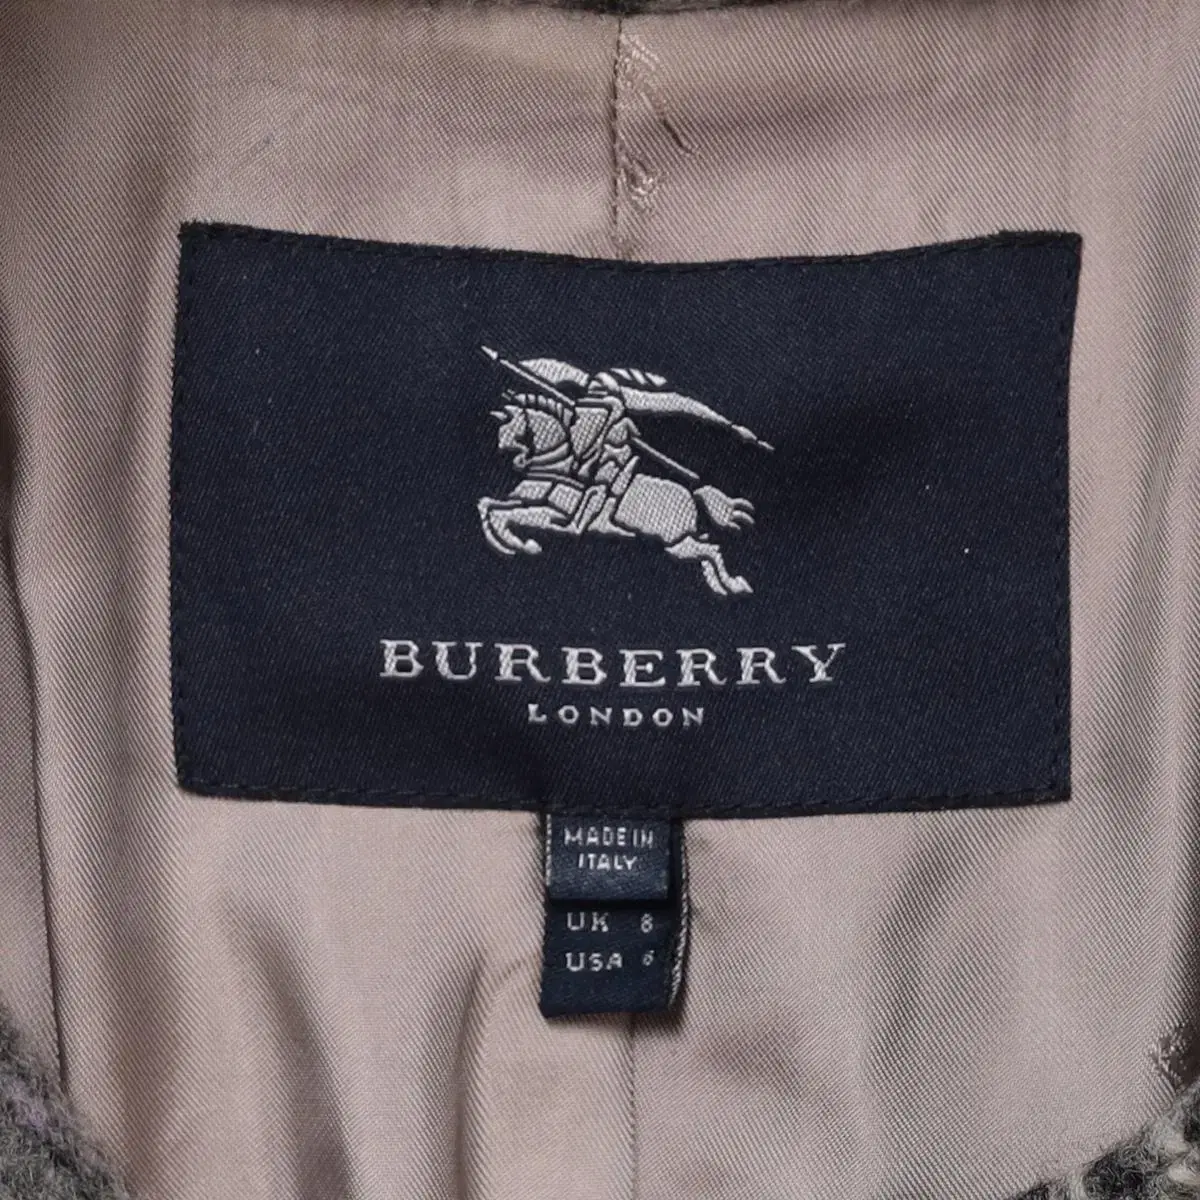 BURBERRY
LONDON
MADE IN
ITALY
UK 8
USA 6